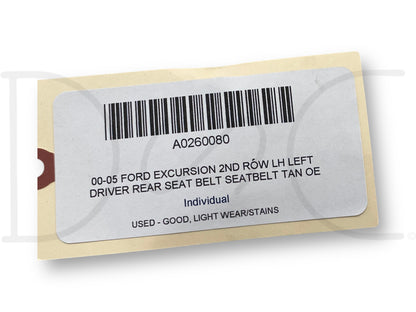 A0260080
00-05 FORD EXCURSION 2ND ROW LH LEFT
DRIVER REAR SEAT BELT SEATBELT TAN OE
Individual
USED - GOOD, LIGHT WEAR/STAINS